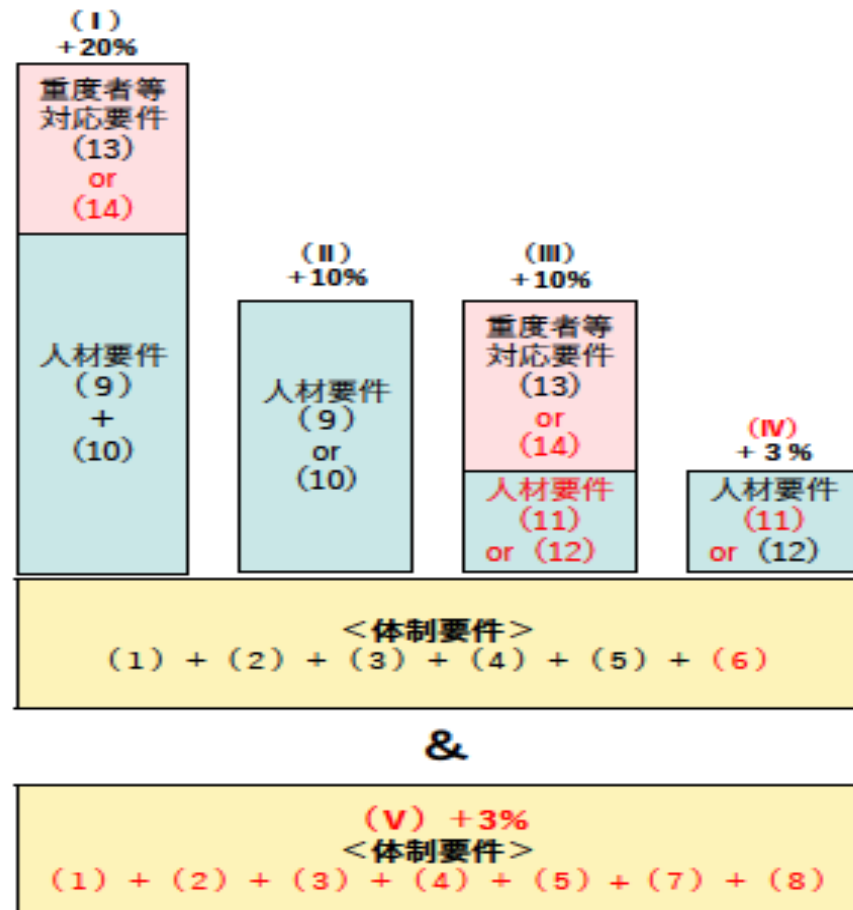 （Ⅰ）
＋20%
重度者等
対応要件
（13）
or
（14）
人材要件
（9）
＋
（10）
（Ⅱ）
＋10%
人材要件
（9）
or
（10）
（Ⅲ）
＋10%
重度者等
対応要件
（13）
or
（14）
人材要件
（11）
or（12）
（Ⅳ）
＋3%
人材要件
（11）
or（12）
＜体制要件＞
（1）＋（2）＋（3）＋（4）＋（5）＋（6）
&
（Ⅴ）＋3%
＜体制要件＞
（1）＋（2）＋（3）＋（4）＋（5）＋（7）＋（8）